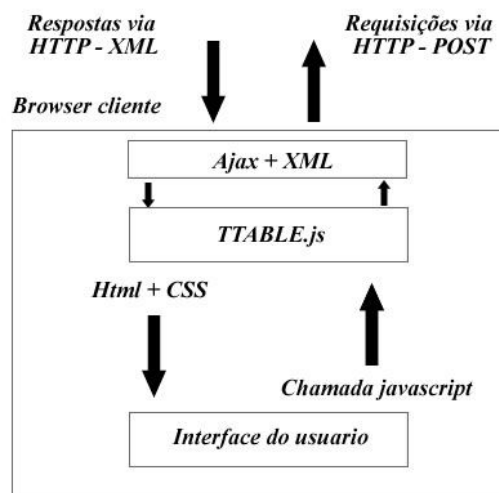 Respostas via
HTTP - XML
Requisições via
HTTP - POST
Browser cliente
Ajax + XML
TTABLE.js
Html + CSS
Chamada javascript
Interface do usuario